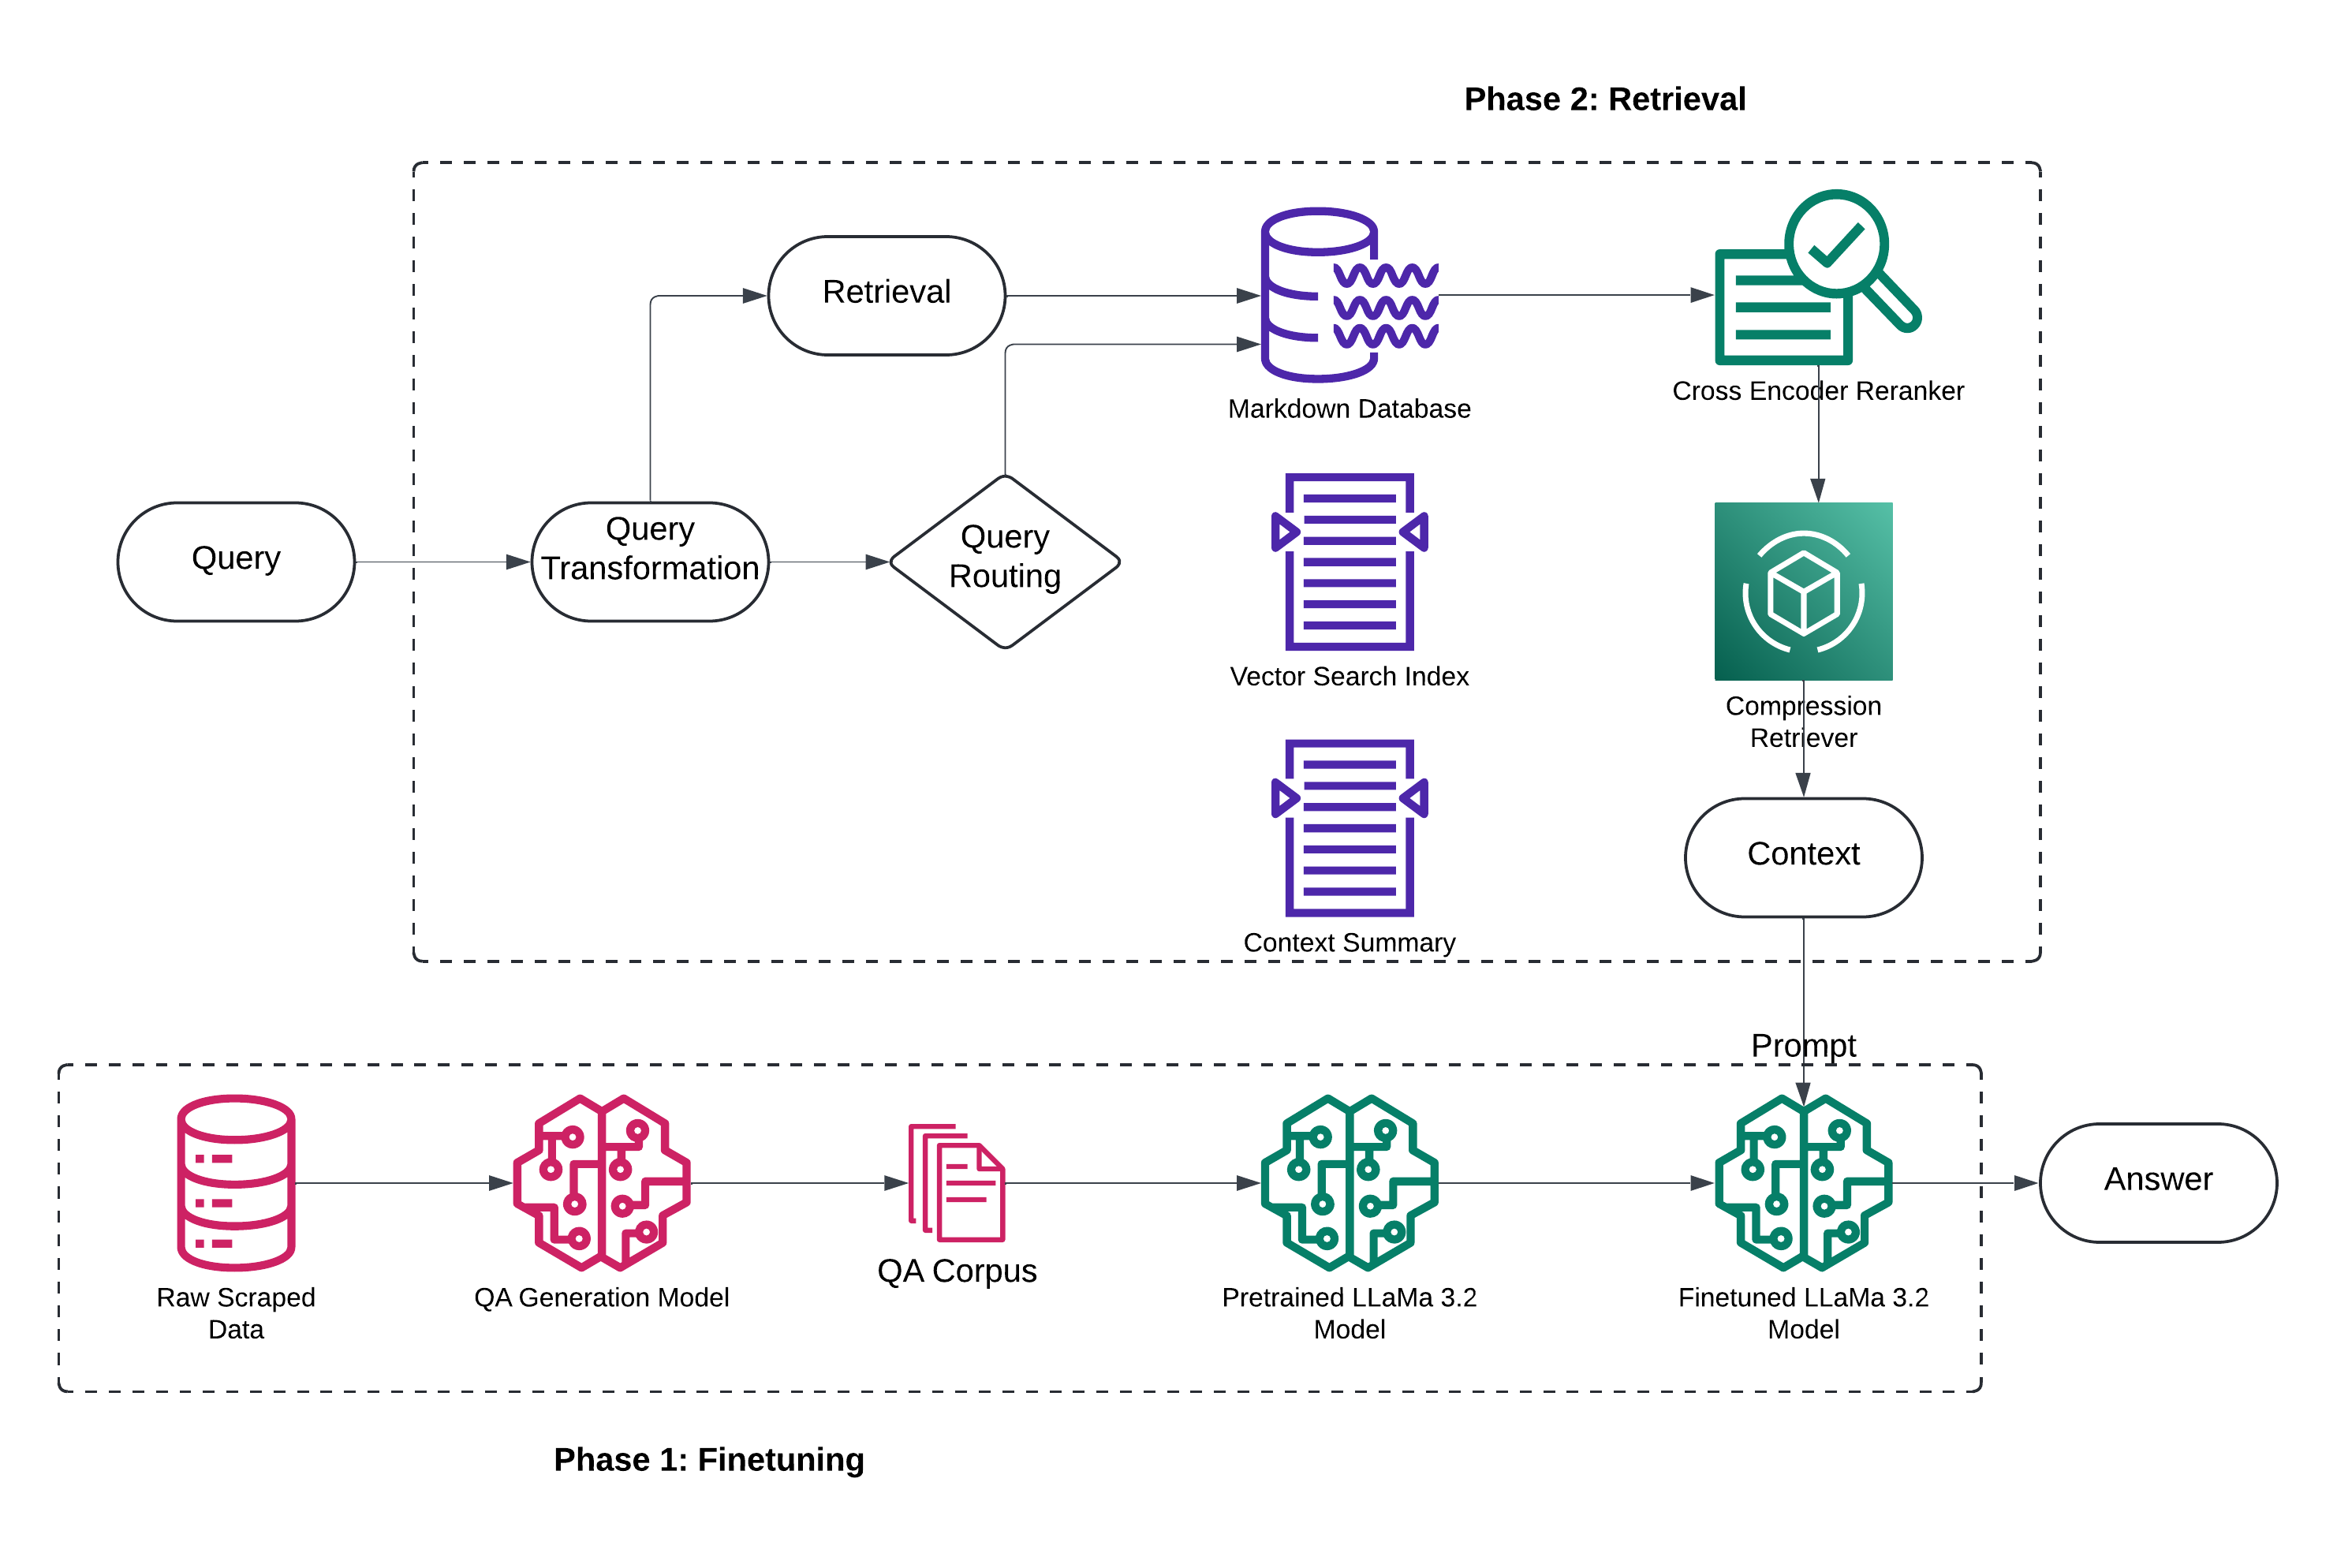 Phase 2: Retrieval
Retrieval
Markdown Database
Cross Encoder Reranker
Query
Query
Transformation
Query
Routing
Vector Search Index
Compression
Retriever
Context
Context Summary
Prompt
Raw Scraped
Data
QA Generation Model
QA Corpus
Pretrained LLaMa 3.2
Model
Finetuned LLaMa 3.2
Model
Answer
Phase 1: Finetuning